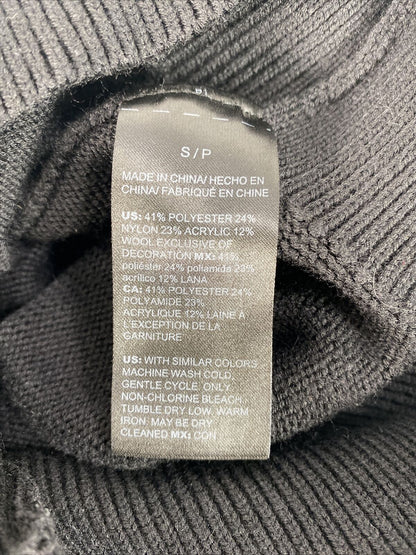 S/P
MADE IN CHINA/ HECHO EN
CHINA/ FABRIQUÉ EN CHINE
US: 41% POLYESTER 24%
NYLON 23% ACRYLIC 12%
WOOL EXCLUSIVE OF
DECORATION MX: 41%
poliéster 24% poliamida 23%
acrílico 12% LANA
CA: 41% POLYESTER 24%
POLYAMIDE 23%
ACRYLIQUE 12% LAINE À
L'EXCEPTION DE LA
GARNITURE
US: WITH SIMILAR COLORS
MACHINE WASH COLD,
GENTLE CYCLE. ONLY
NON-CHLORINE BLEACH.
TUMBLE DRY LOW. WARM
IRON. MAY BE DRY
CLEANED MX: CON